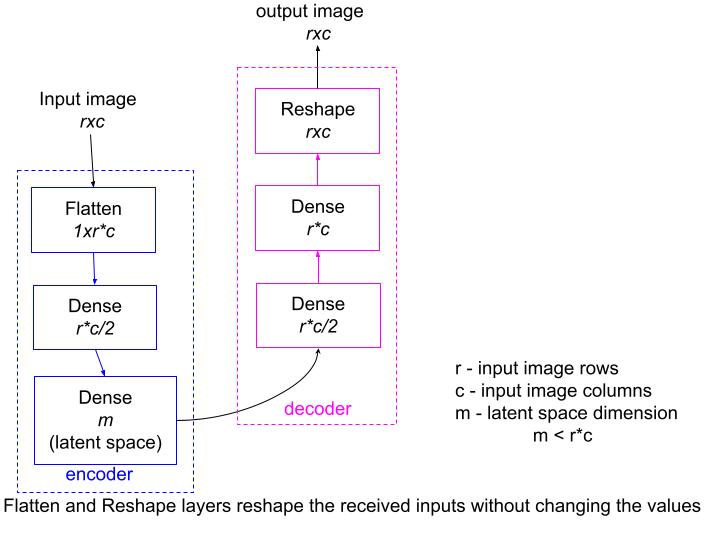 output image
rxc
Input image
rxc
Flatten
1xr*c
Dense
r*c/2
Dense
m
(latent space)
encoder
Reshape
rxc
Dense
r*c
Dense
r*c/2
decoder
r - input image rows
c - input image columns
m - latent space dimension
m < r*c
Flatten and Reshape layers reshape the received inputs without changing the values